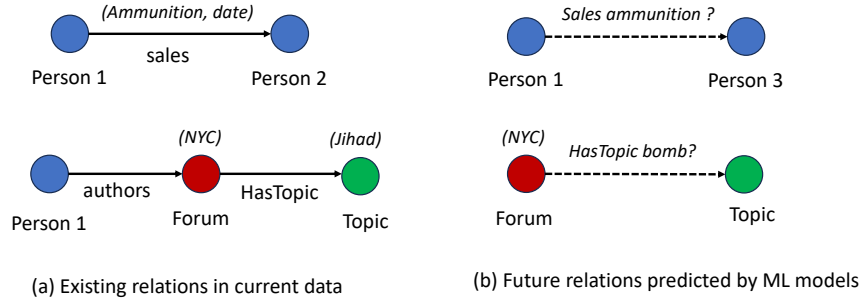 (Ammunition, date)
sales
Person 1
Person 2
(NYC)
(Jihad)
authors
HasTopic
Person 1
Forum
Topic
(a) Existing relations in current data
Sales ammunition ?
Person 1
Person 3
(NYC)
HasTopic bomb?
Forum
Topic
(b) Future relations predicted by ML models